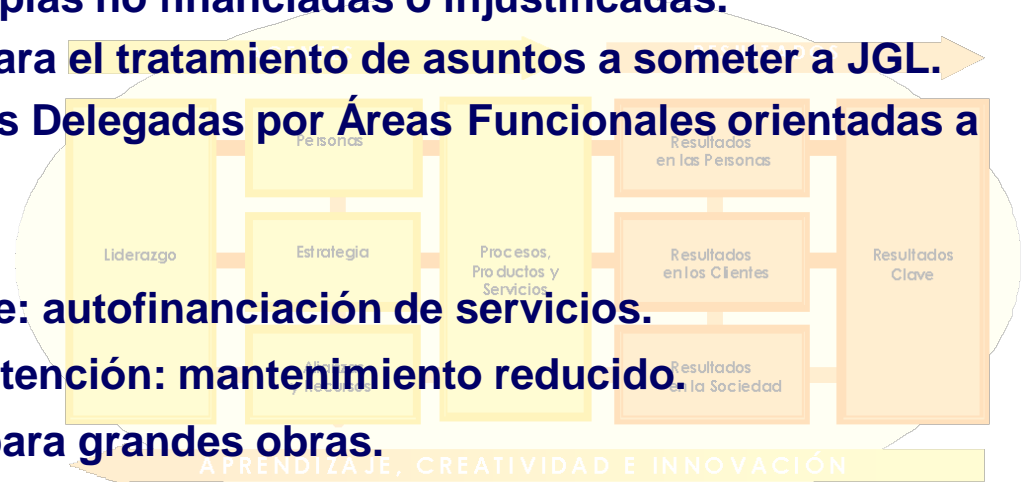 pias no financiadas o injustificadas.
ara el tratamiento de asuntos a someter a JGL.
s Delegadas por Áreas Funcionales orientadas a
Personas
Resultados
en las Personas
Liderazgo
Estrategia
Procesos,
Productos y
Servicios
Resultados
en los Clientes
Resultados
Clave
e: autofinanciación de servicios.
tención: mantenimiento reducido.
Alianzas
y Recursos
Resultados
en la Sociedad
para grandes obras.
APRENDIZAJE, CREATIVIDAD E INNOVACIÓN